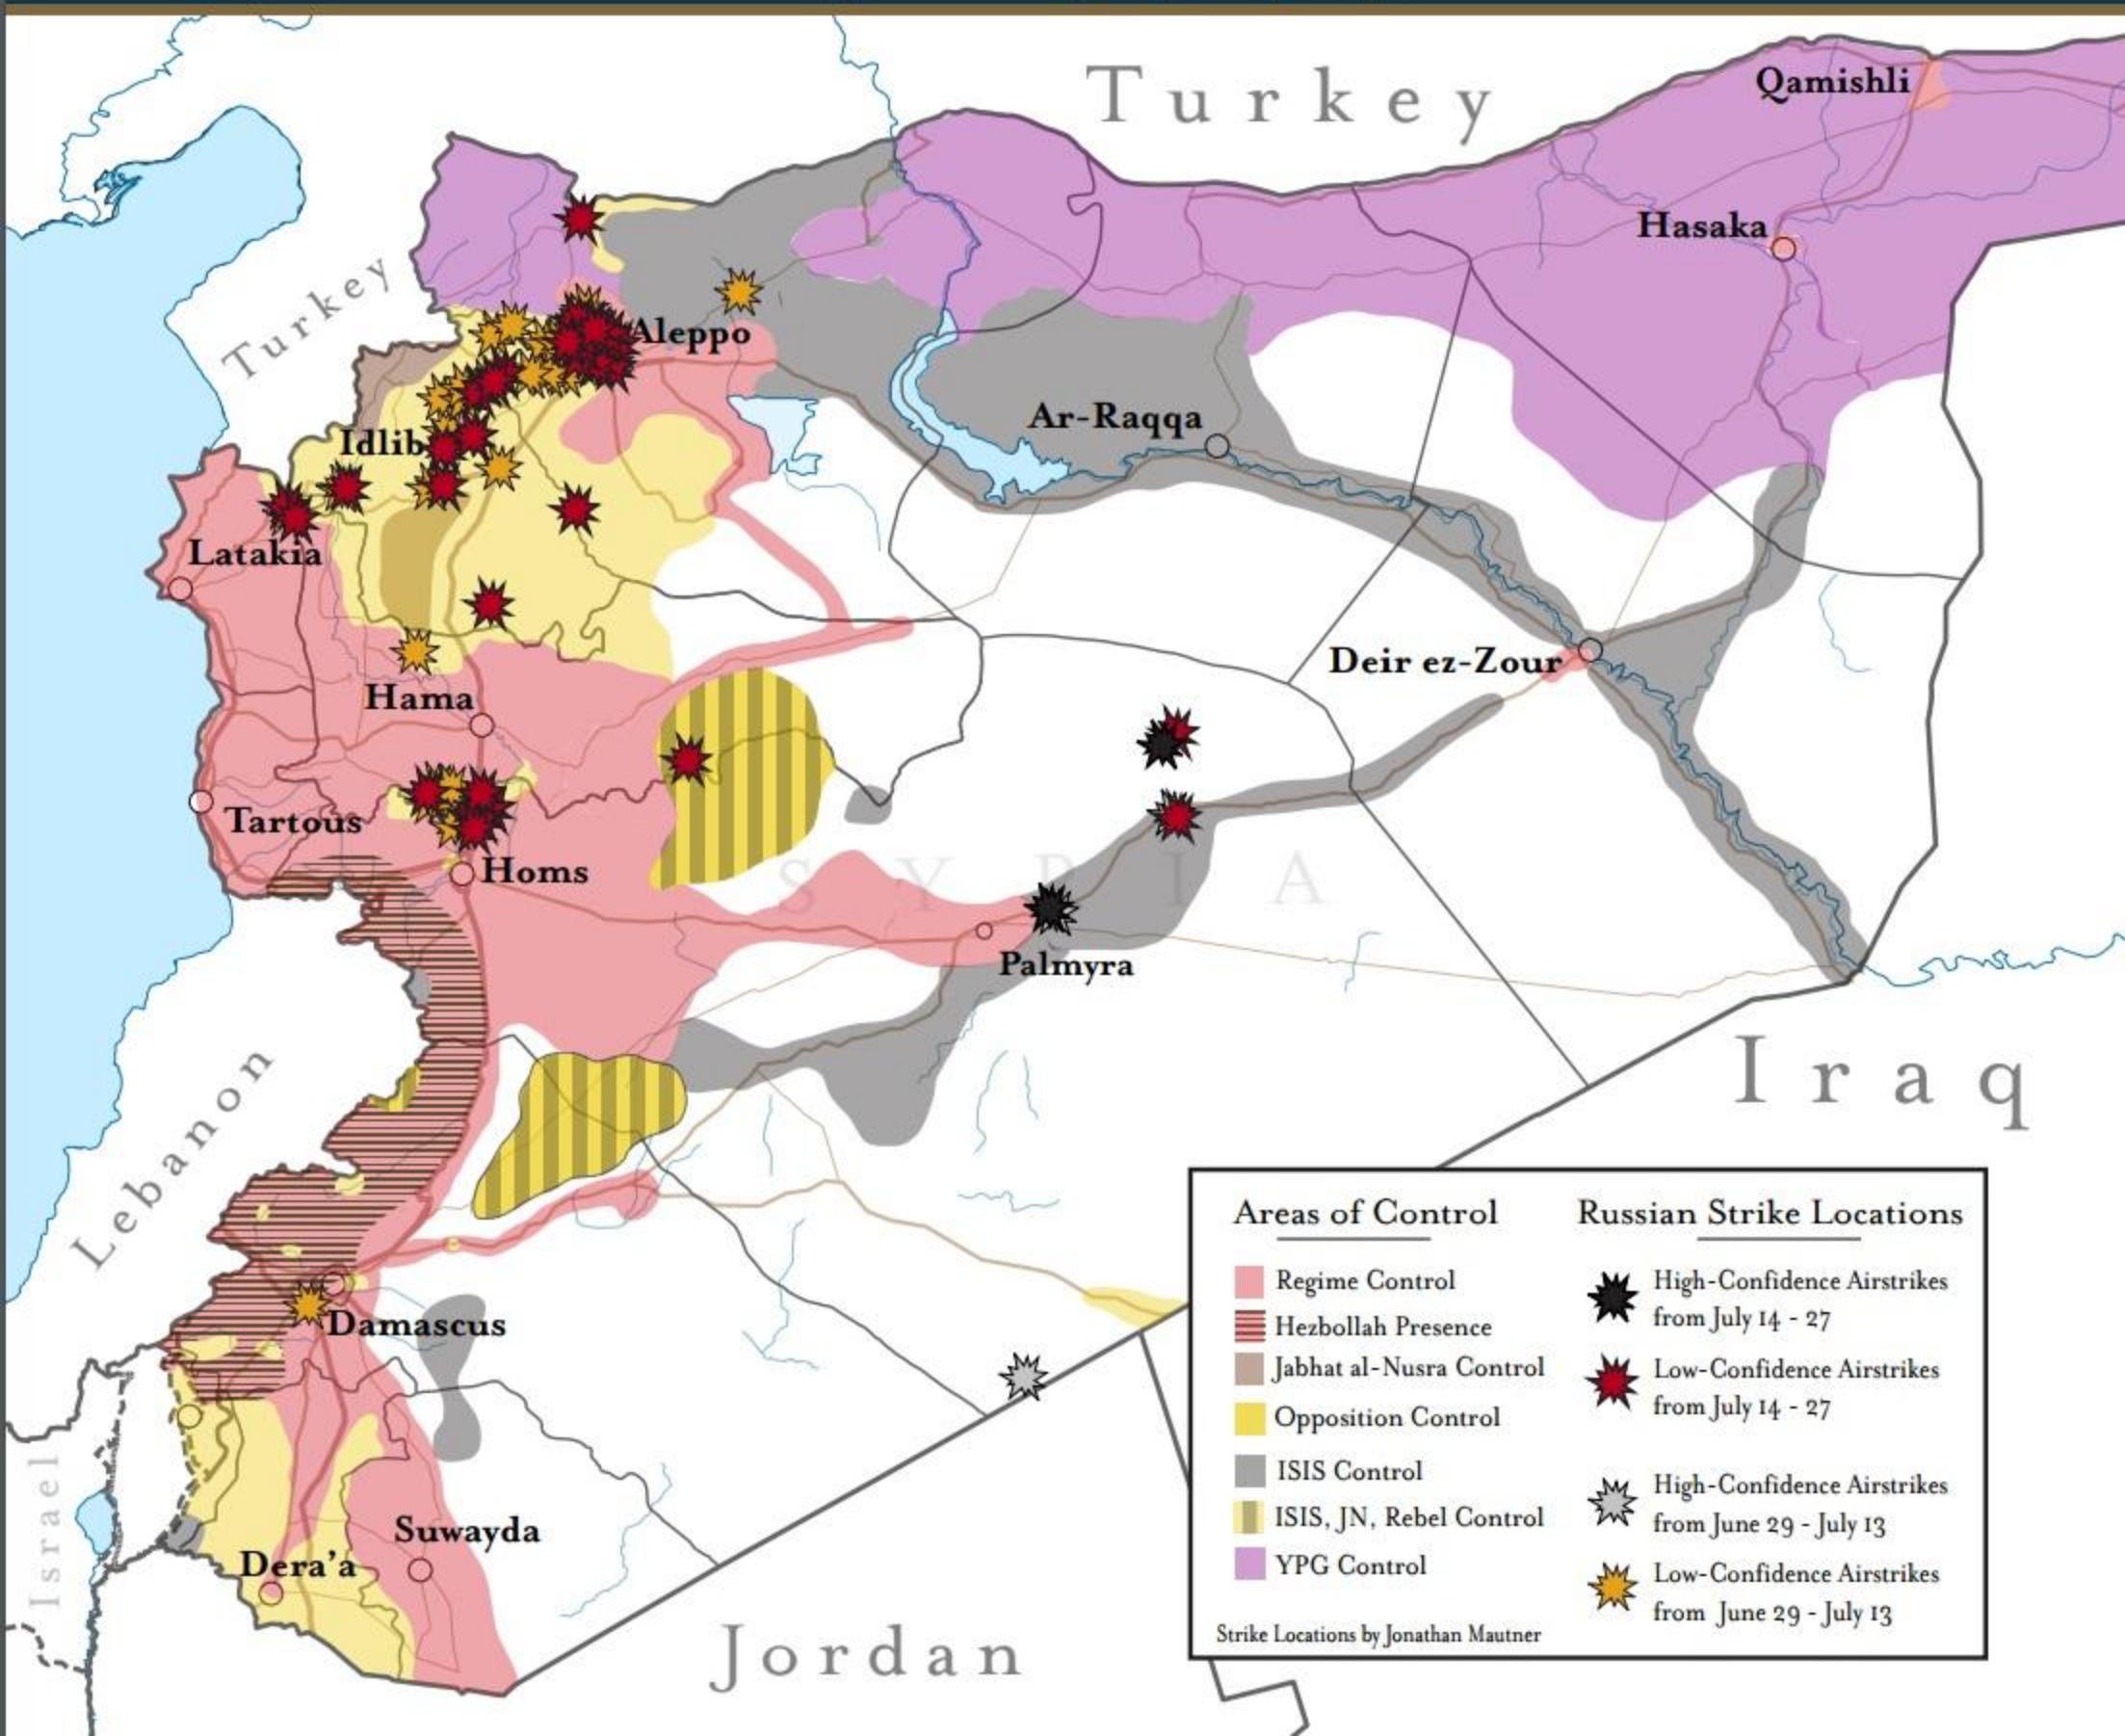 Turkey
Qamishli
Hasaka
Turkey
Aleppo
Ar-Raqqa
Idlib
Latakia
Deir ez-Zour
Hama
Tartous
Homs
SYRIA
Palmyra
Lebanon
Iraq
Damascus
Israel
Suwayda
Dera'a
Jordan
Areas of Control
Regime Control
Hezbollah Presence
Jabhat al-Nusra Control
Opposition Control
ISIS Control
ISIS, JN, Rebel Control
YPG Control
Strike Locations by Jonathan Mautner
Russian Strike Locations
High-Confidence Airstrikes
from July 14 - 27
Low-Confidence Airstrikes
from July 14 - 27
High-Confidence Airstrikes
from June 29 - July 13
Low-Confidence Airstrikes
from June 29 - July 13